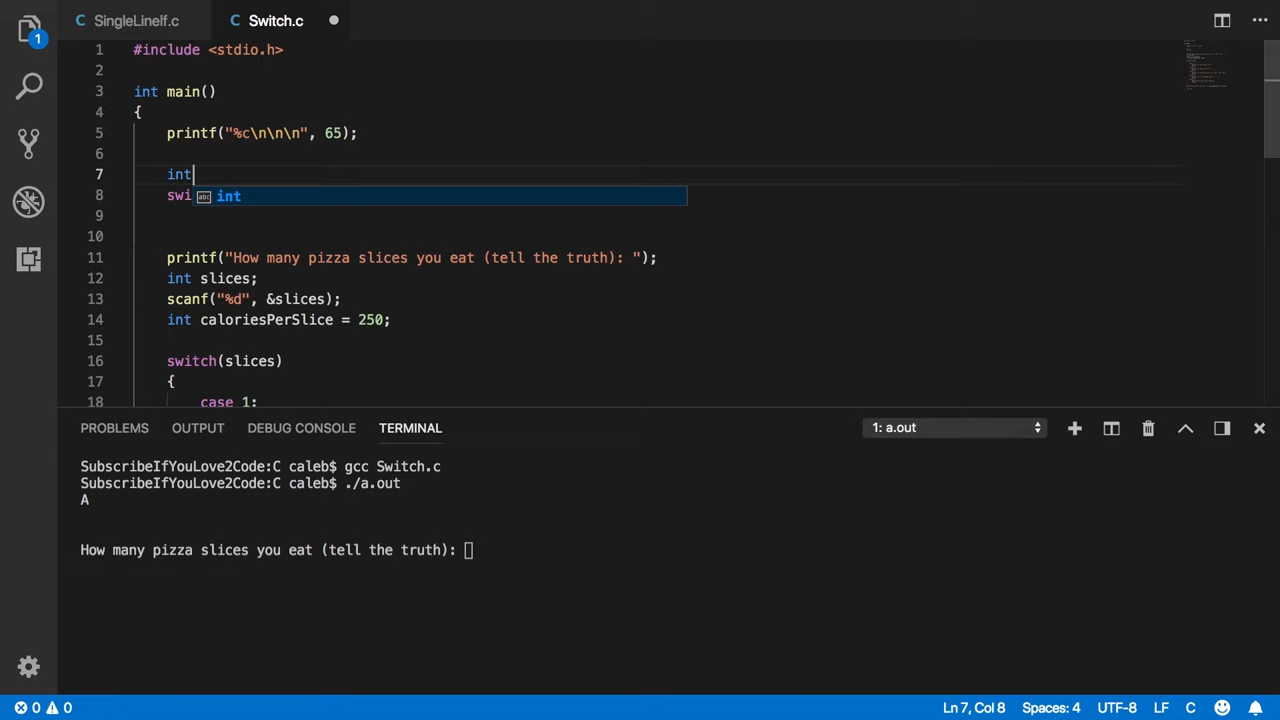 SingleLineIf.c
Switch.c
1
1 #include <stdio.h>
2
3 int main()
4 {
5 printf("%c\n\n\n", 65);
6
7 int
8 swi
abc int
9
10
11 printf("How many pizza slices you eat (tell the truth): ");
12 int slices;
13 scanf("%d", &slices);
14 int caloriesPerSlice = 250;
15
16 switch(slices)
17 {
18 case 1:
PROBLEMS OUTPUT DEBUG CONSOLE TERMINAL 1: a.out
SubscribeIfYouLove2Code:C caleb$ gcc Switch.c
SubscribeIfYouLove2Code:C caleb$ ./a.out
A
How many pizza slices you eat (tell the truth):
0 0 Ln 7, Col 8 Spaces: 4 UTF-8 LF C